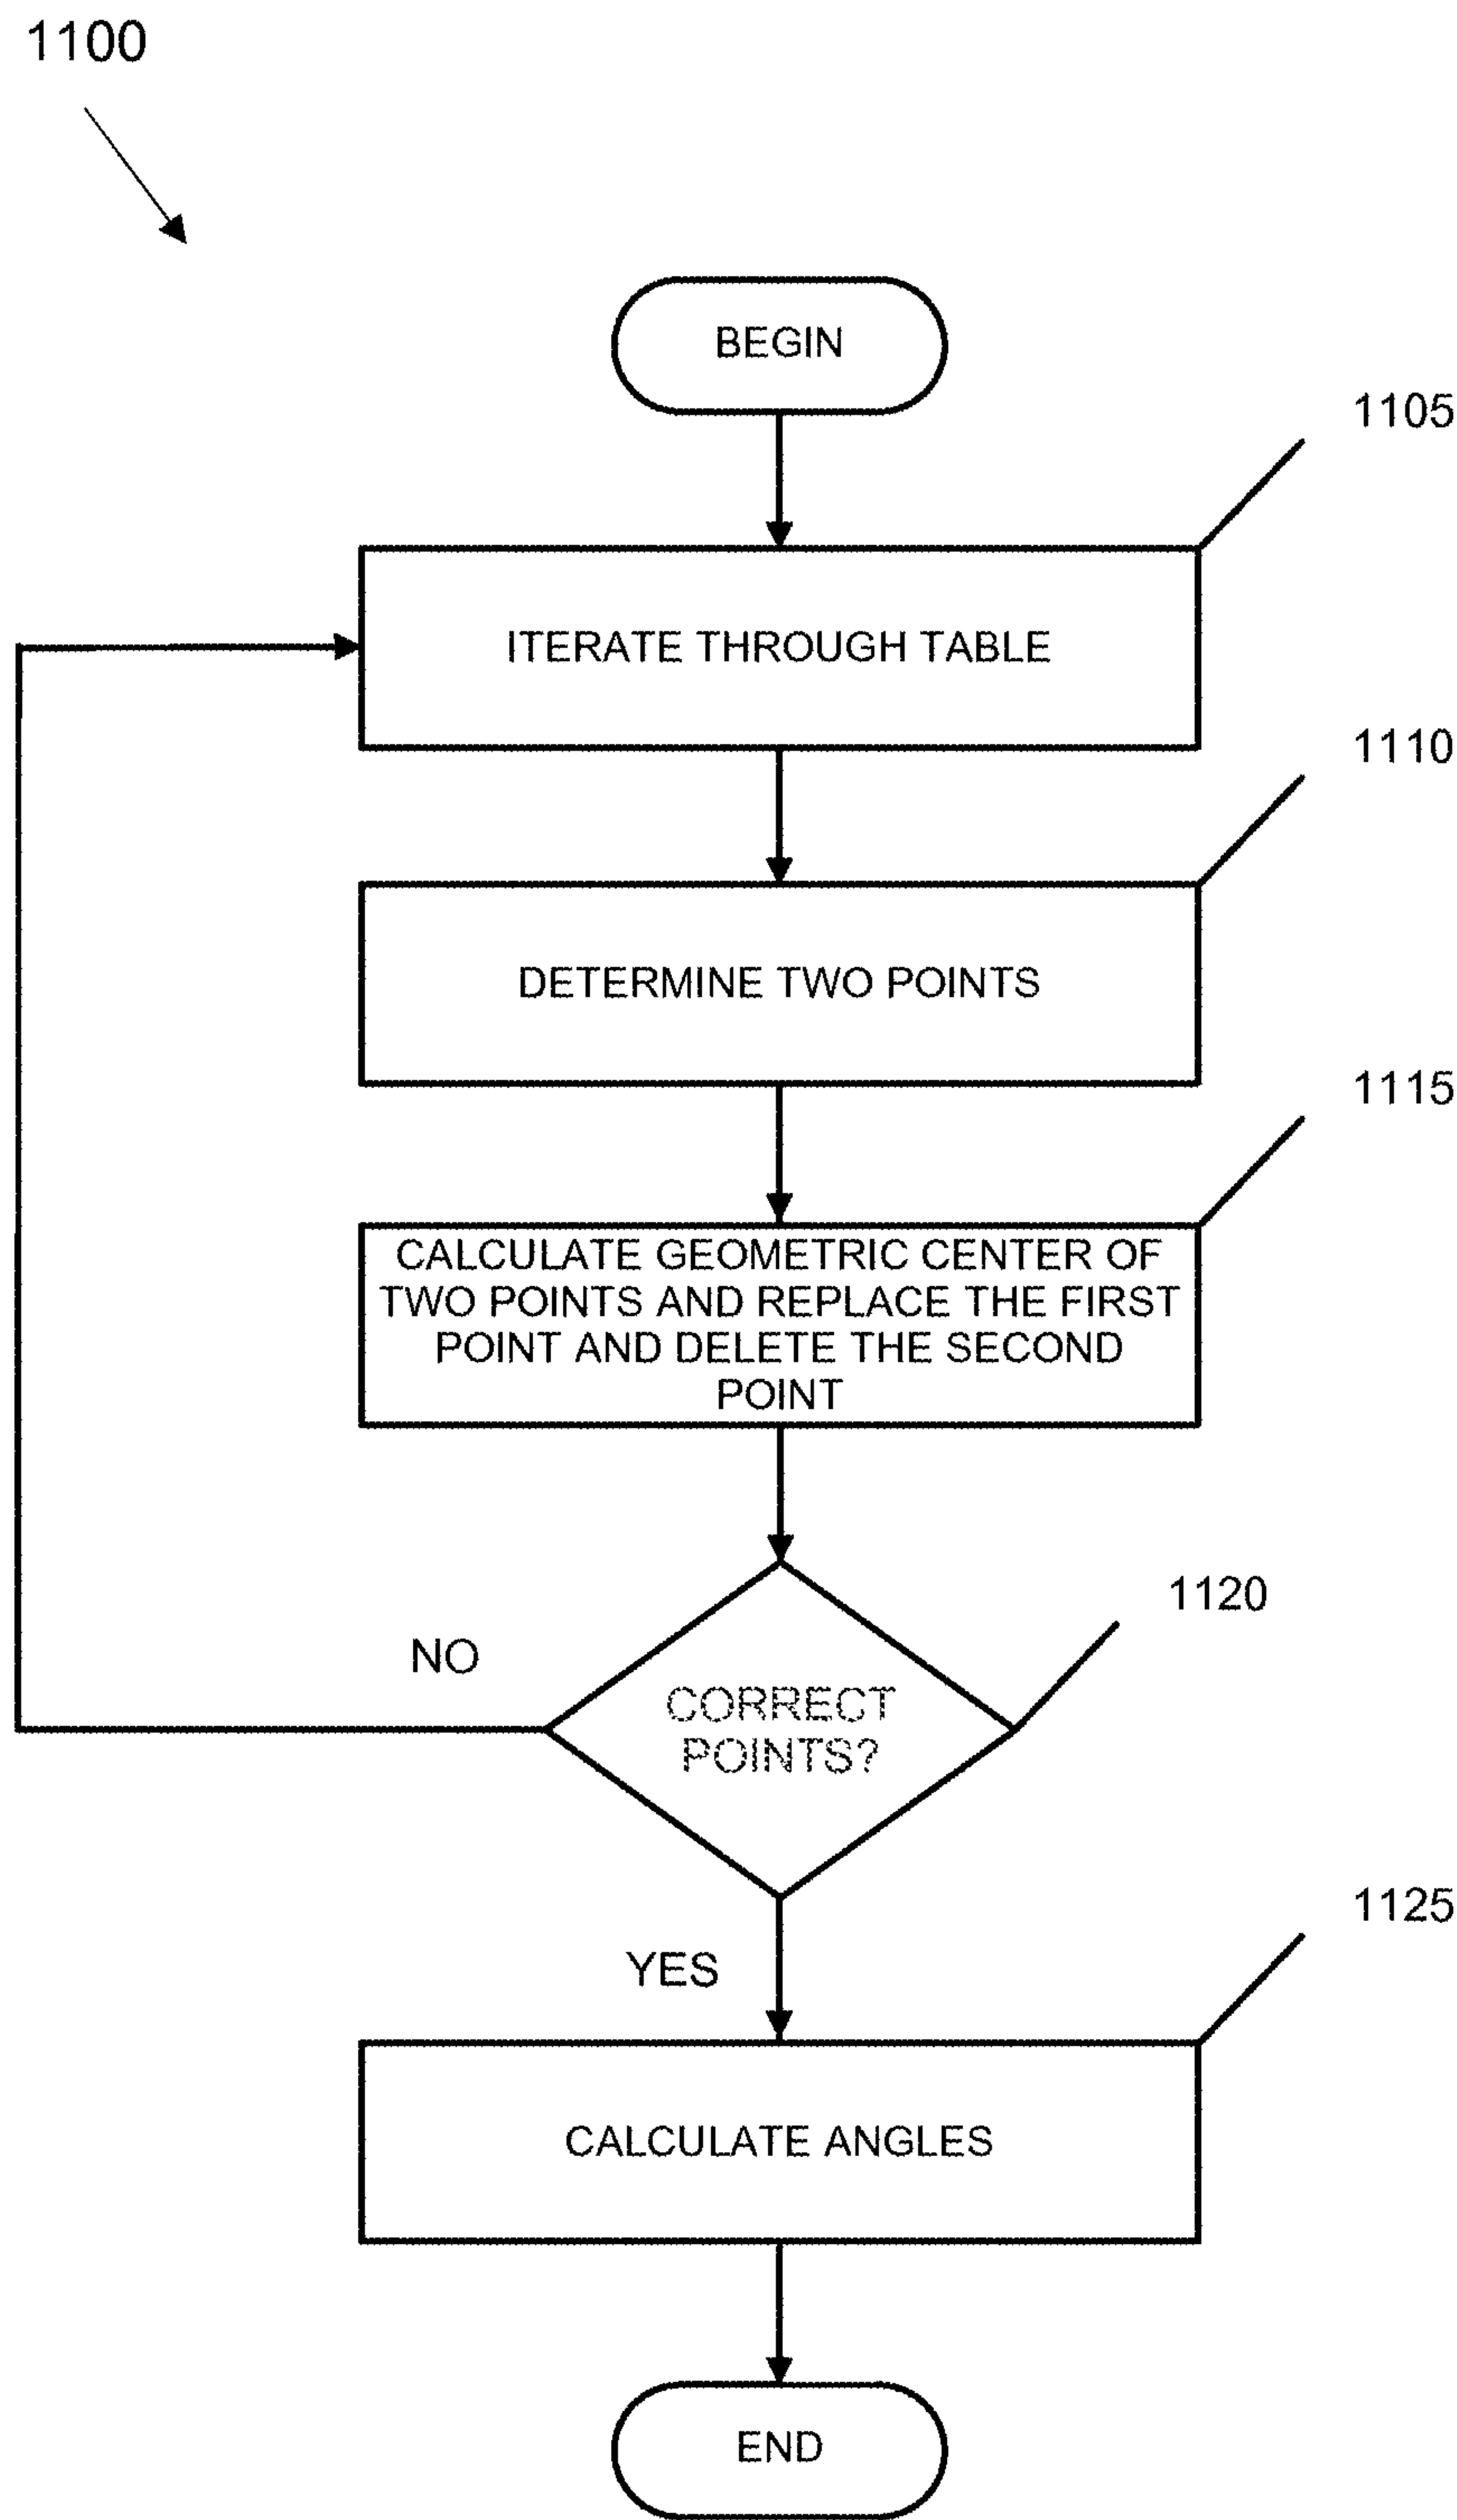 1100
BEGIN
1105
ITERATE THROUGH TABLE
1110
DETERMINE TWO POINTS
1115
CALCULATE GEOMETRIC CENTER OF
TWO POINTS AND REPLACE THE FIRST
POINT AND DELETE THE SECOND
POINT
1120
NO
CORRECT
POINTS?
1125
YES
CALCULATE ANGLES
END